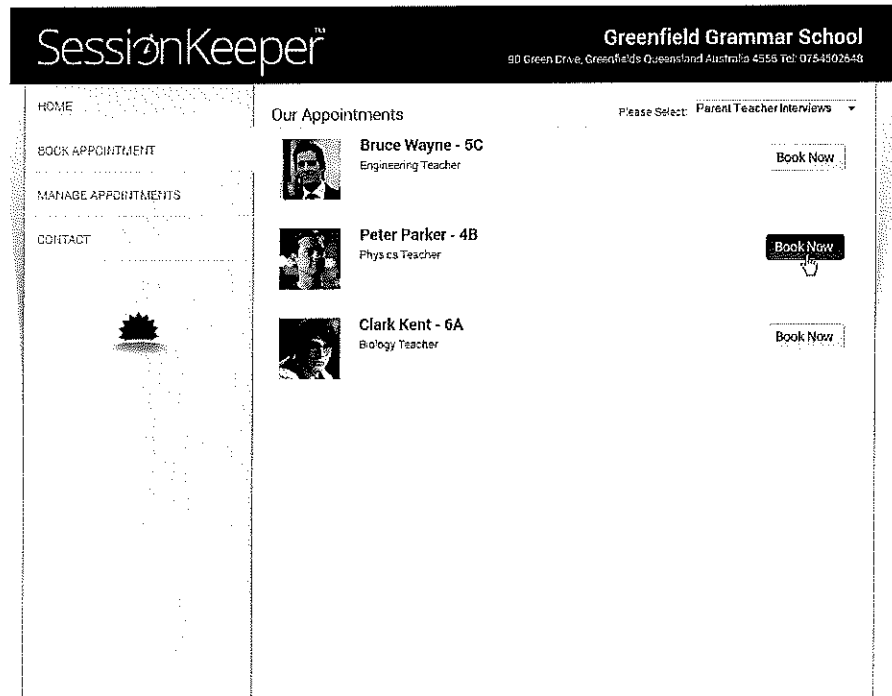 SessionKeeper™
Greenfield Grammar School
90 Green Drive, Greenfields Queensland Australia 4556 Tel: 0754502648
HOME
BOOK APPOINTMENT
MANAGE APPOINTMENTS
CONTACT
Our Appointments
Please Select: Parent Teacher Interviews
Bruce Wayne - 5C
Engineering Teacher
Book Now
Peter Parker - 4B
Physics Teacher
Book Now
Clark Kent - 6A
Biology Teacher
Book Now